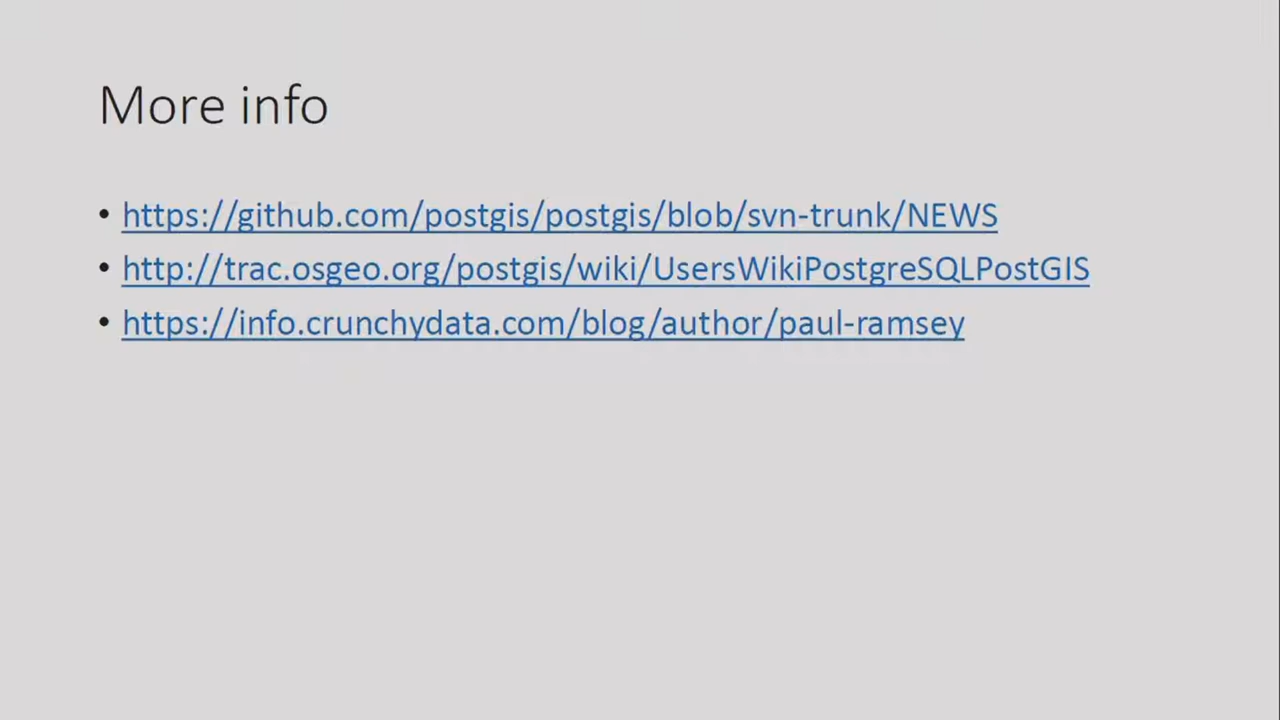 More info
• https://github.com/postgis/postgis/blob/svn-trunk/NEWS
• http://trac.osgeo.org/postgis/wiki/UsersWikiPostgreSQLPostGIS
• https://info.crunchydata.com/blog/author/paul-ramsey